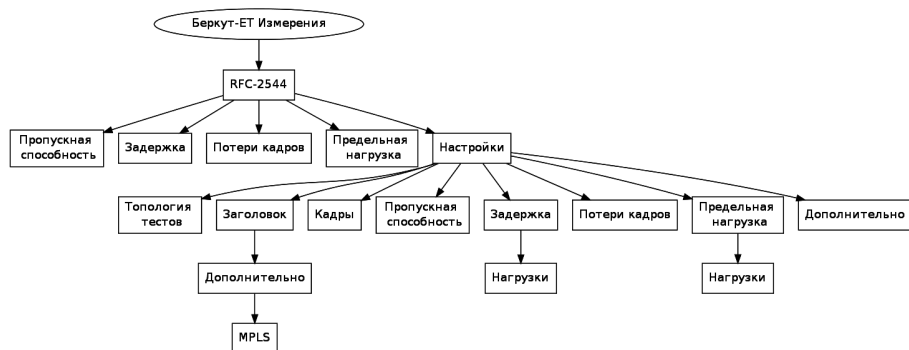 Беркут-ET Измерения
RFC-2544
Пропускная
способность
Задержка
Потери кадров
Предельная
нагрузка
Настройки
Топология
тестов
Заголовок
Кадры
Пропускная
способность
Задержка
Потери кадров
Предельная
нагрузка
Дополнительно
Дополнительно
Нагрузки
Нагрузки
MPLS